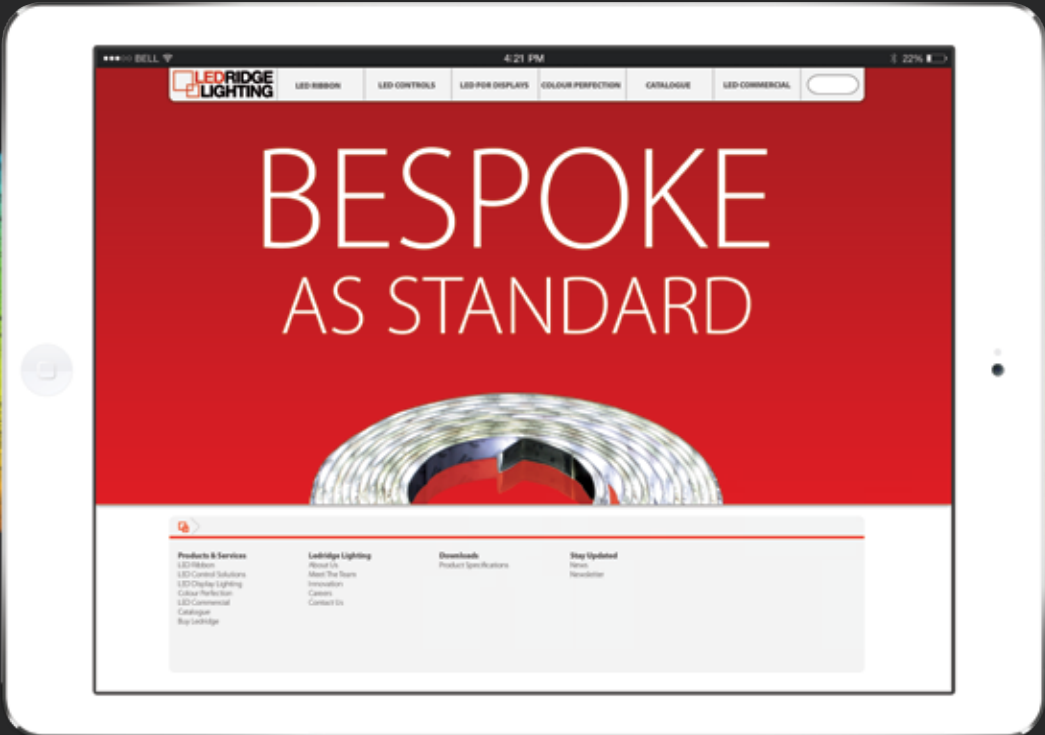 BELL
4:21 PM
22%
LEDRIDGE
LIGHTING
LED RIBBON
LED CONTROLS
LED FOR DISPLAYS
COLOUR PERFECTION
CATALOGUE
LED COMMERCIAL
BESPOKE
AS STANDARD
Products & Services
LED Ribbon
LED Control Solutions
LED Display Lighting
Colour Perfection
LED Commercial
Catalogue
Buy Ledridge
Ledridge Lighting
About Us
Meet The Team
Innovation
Careers
Contact Us
Downloads
Product Specifications
Stay Updated
News
Newsletter